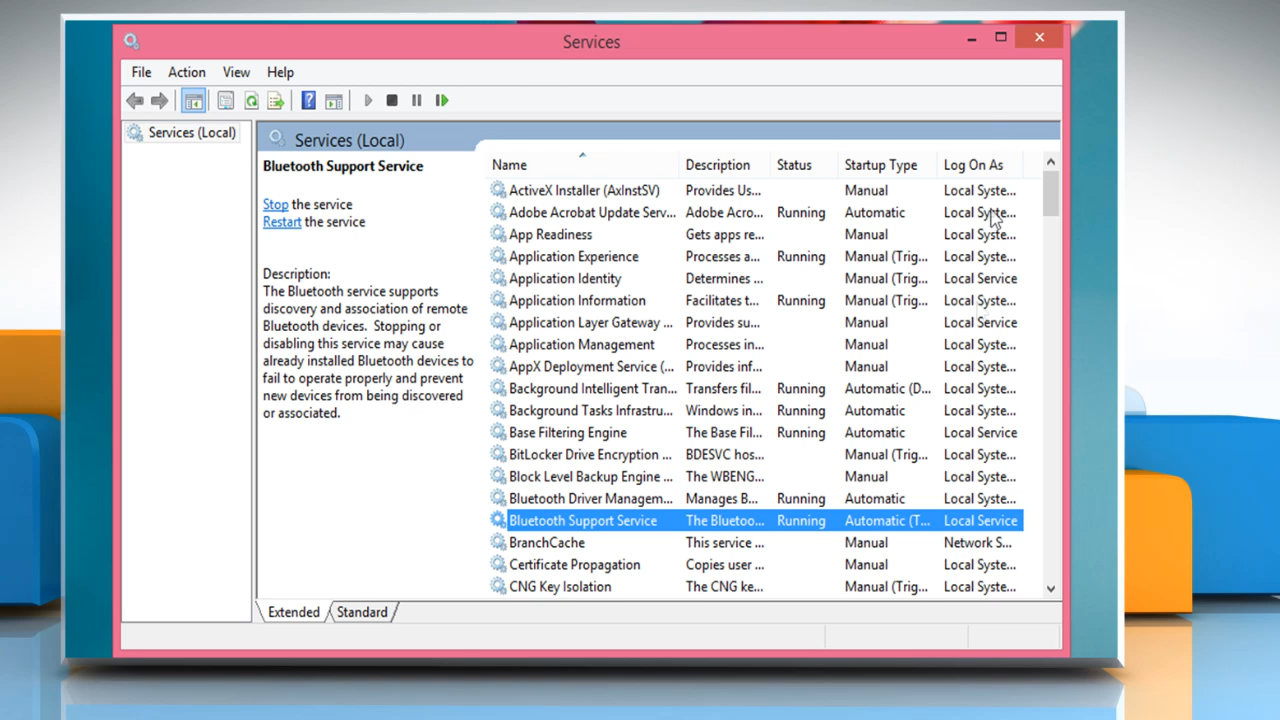 Services
File Action View Help
Services (Local)
Services (Local)
Bluetooth Support Service
Stop the service
Restart the service
Description:
The Bluetooth service supports
discovery and association of remote
Bluetooth devices. Stopping or
disabling this service may cause
already installed Bluetooth devices to
fail to operate properly and prevent
new devices from being discovered
or associated.
Name Description Status Startup Type Log On As
ActiveX Installer (AxInstSV) Provides Us... Manual Local Syste...
Adobe Acrobat Update Serv... Adobe Acro... Running Automatic Local Syste...
App Readiness Gets apps re... Manual Local Syste...
Application Experience Processes a... Running Manual (Trig... Local Syste...
Application Identity Determines ... Manual (Trig... Local Service
Application Information Facilitates t... Running Manual (Trig... Local Syste...
Application Layer Gateway ... Provides su... Manual Local Service
Application Management Processes in... Manual Local Syste...
AppX Deployment Service (... Provides inf... Manual Local Syste...
Background Intelligent Tran... Transfers fil... Running Automatic (D... Local Syste...
Background Tasks Infrastru... Windows in... Running Automatic Local Syste...
Base Filtering Engine The Base Fil... Running Automatic Local Service
BitLocker Drive Encryption ... BDESVC hos... Manual (Trig... Local Syste...
Block Level Backup Engine ... The WBENG... Manual Local Syste...
Bluetooth Driver Managem... Manages B... Running Automatic Local Syste...
Bluetooth Support Service The Bluetoo... Running Automatic (T... Local Service
BranchCache This service ... Manual Network S...
Certificate Propagation Copies user ... Manual Local Syste...
CNG Key Isolation The CNG ke... Manual (Trig... Local Syste...
Extended Standard